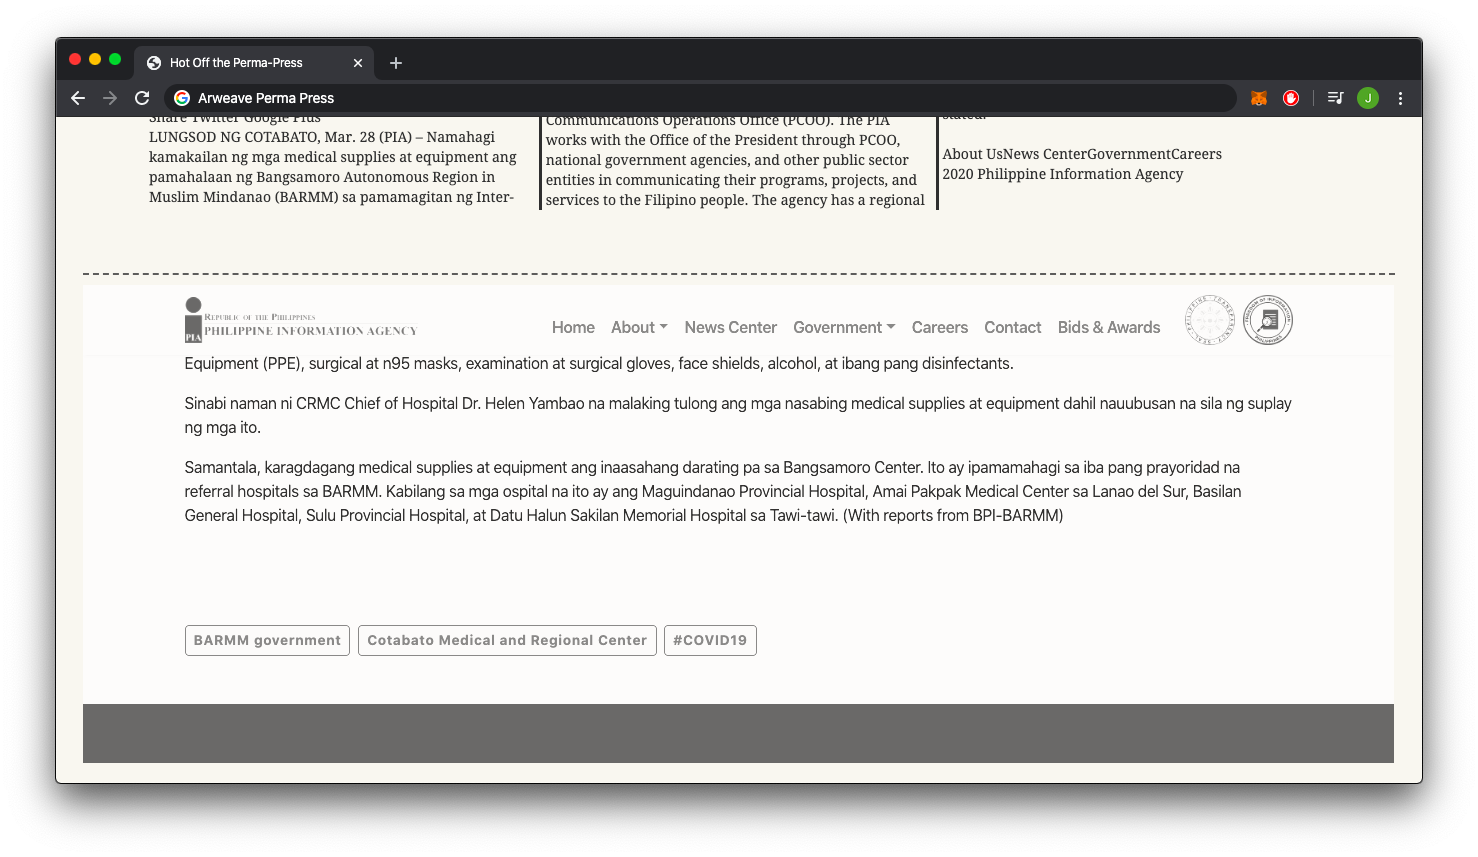 Hot Off the Perma-Press
Arweave Perma Press
J
Share Twitter Google Plus
LUNGSOD NG COTABATO, Mar. 28 (PIA) – Namahagi
kamakailan ng mga medical supplies at equipment ang
pamahalaan ng Bangsamoro Autonomous Region in
Muslim Mindanao (BARMM) sa pamamagitan ng Inter-
Communications Operations Office (PCOO). The PIA
works with the Office of the President through PCOO,
national government agencies, and other public sector
entities in communicating their programs, projects, and
services to the Filipino people. The agency has a regional
stated.
About UsNews CenterGovernmentCareers
2020 Philippine Information Agency
PIA
Republic of the Philippines
Philippine Information Agency
Home About News Center Government Careers Contact Bids & Awards
Equipment (PPE), surgical at n95 masks, examination at surgical gloves, face shields, alcohol, at ibang pang disinfectants.
Sinabi naman ni CRMC Chief of Hospital Dr. Helen Yambao na malaking tulong ang mga nasabing medical supplies at equipment dahil nauubusan na sila ng suplay
ng mga ito.
Samantala, karagdagang medical supplies at equipment ang inaasahang darating pa sa Bangsamoro Center. Ito ay ipamamahagi sa iba pang prayoridad na
referral hospitals sa BARMM. Kabilang sa mga ospital na ito ay ang Maguindanao Provincial Hospital, Amai Pakpak Medical Center sa Lanao del Sur, Basilan
General Hospital, Sulu Provincial Hospital, at Datu Halun Sakilan Memorial Hospital sa Tawi-tawi. (With reports from BPI-BARMM)
BARMM government Cotabato Medical and Regional Center #COVID19